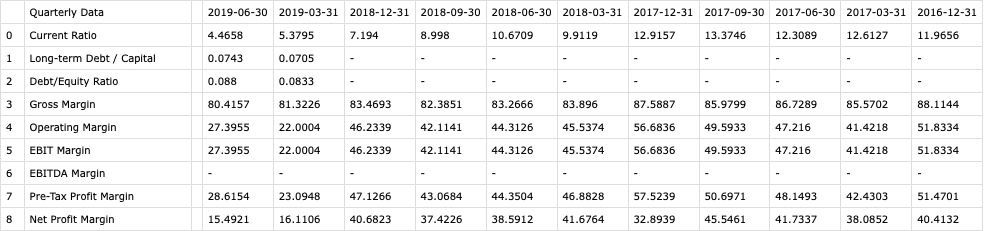 Quarterly Data 2019-06-30 2019-03-31 2018-12-31 2018-09-30 2018-06-30 2018-03-31 2017-12-31 2017-09-30 2017-06-30 2017-03-31 2016-12-31
0 Current Ratio 4.4658 5.3795 7.194 8.998 10.6709 9.9119 12.9157 13.3746 12.3089 12.6127 11.9656
1 Long-term Debt / Capital 0.0743 0.0705 - - - - - - - - -
2 Debt/Equity Ratio 0.088 0.0833 - - - - - - - - -
3 Gross Margin 80.4157 81.3226 83.4693 82.3851 83.2666 83.896 87.5887 85.9799 86.7289 85.5702 88.1144
4 Operating Margin 27.3955 22.0004 46.2339 42.1141 44.3126 45.5374 56.6836 49.5933 47.216 41.4218 51.8334
5 EBIT Margin 27.3955 22.0004 46.2339 42.1141 44.3126 45.5374 56.6836 49.5933 47.216 41.4218 51.8334
6 EBITDA Margin - - - - - - - - - - -
7 Pre-Tax Profit Margin 28.6154 23.0948 47.1266 43.0684 44.3504 46.8828 57.5239 50.6971 48.1493 42.4303 51.4701
8 Net Profit Margin 15.4921 16.1106 40.6823 37.4226 38.5912 41.6764 32.8939 45.5461 41.7337 38.0852 40.4132